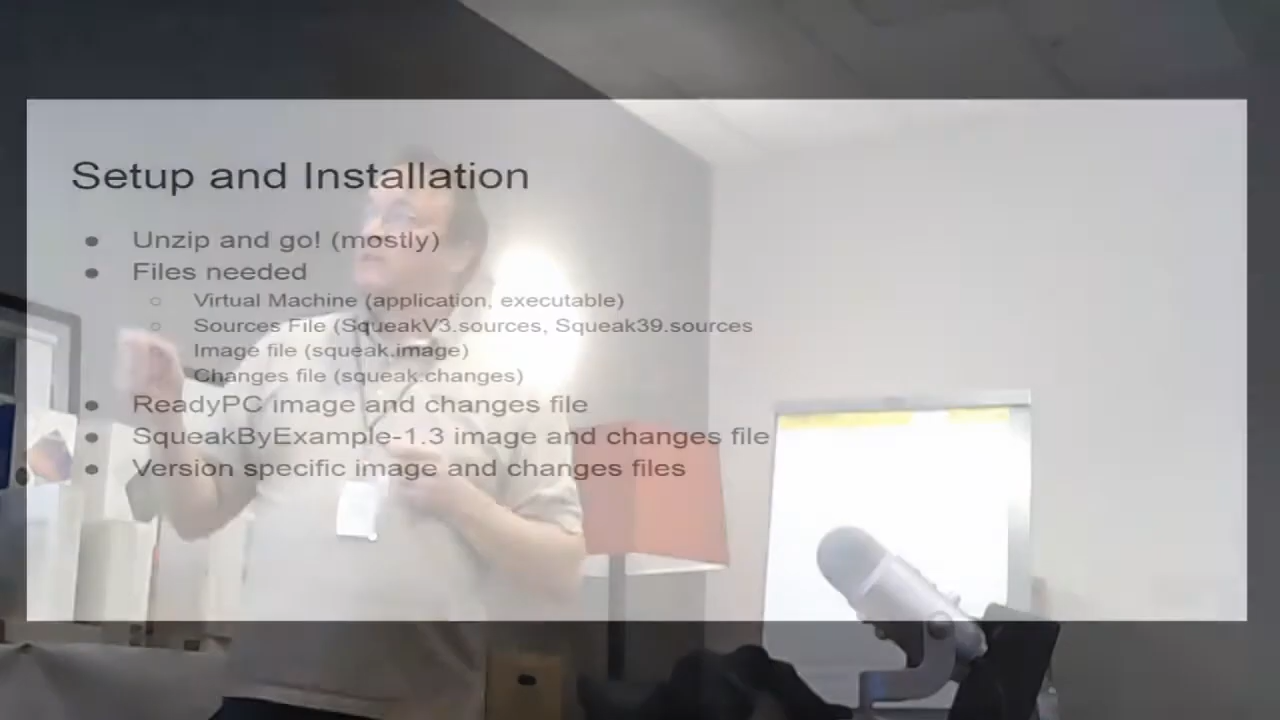 Setup and Installation
● Unzip and go! (mostly)
● Files needed
○ Virtual Machine (application, executable)
○ Sources File (SqueakV3.sources, Squeak39.sources
Image file (squeak.image)
Changes file (squeak.changes)
● ReadyPC image and changes file
● SqueakByExample-1.3 image and changes file
● Version specific image and changes files